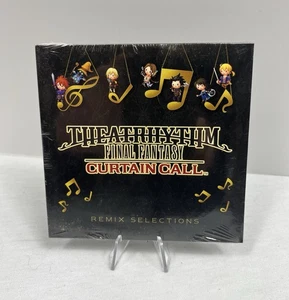 THEATRHYTHM
FINAL FANTASY
CURTAIN CALL
REMIX SELECTIONS